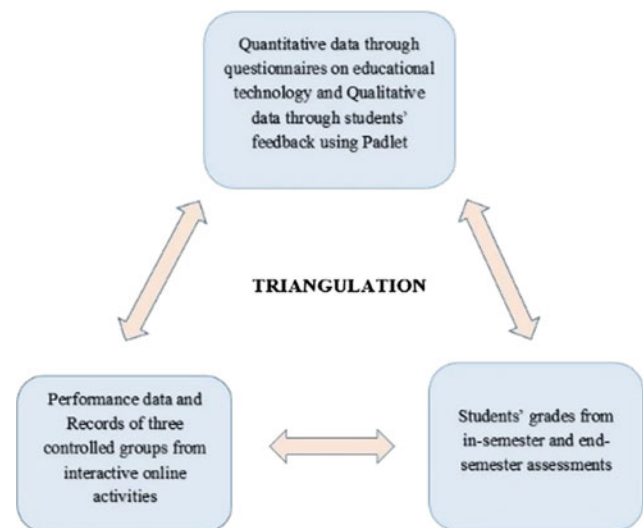 Quantitative data through
questionnaires on educational
technology and Qualitative
data through students’
feedback using Padlet
TRIANGULATION
Performance data and
Records of three
controlled groups from
interactive online
activities
Students’ grades from
in-semester and end-
semester assessments